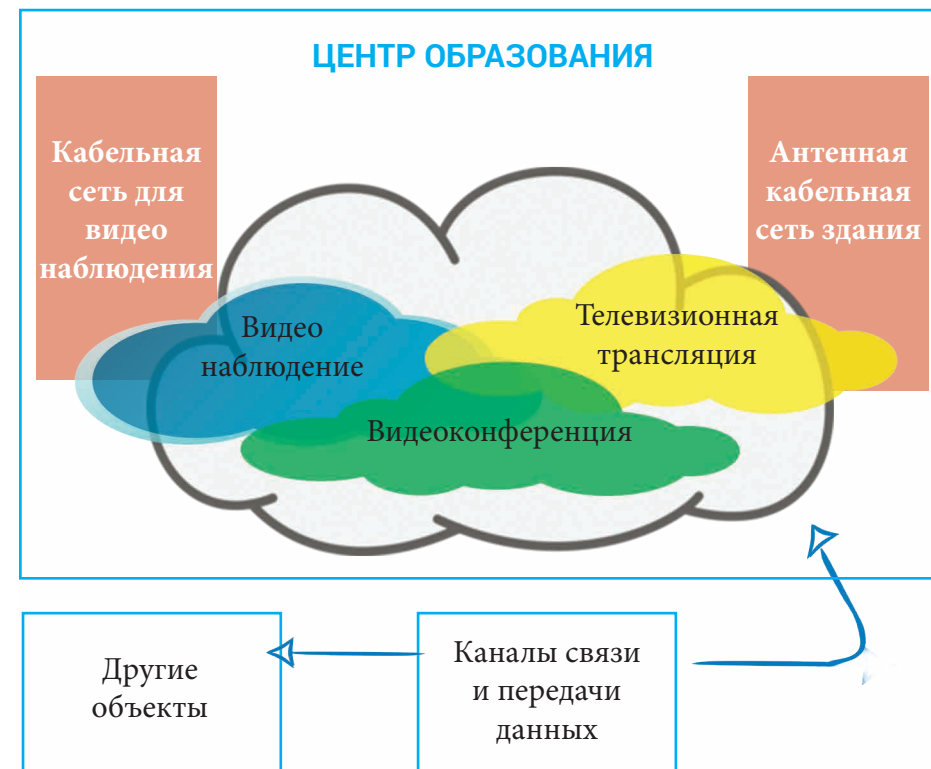 ЦЕНТР ОБРАЗОВАНИЯ
Кабельная
сеть для
видео
наблюдения
Антенная
кабельная
сеть здания
Видео
наблюдение
Телевизионная
трансляция
Видеоконференция
Другие
объекты
Каналы связи
и передачи
данных